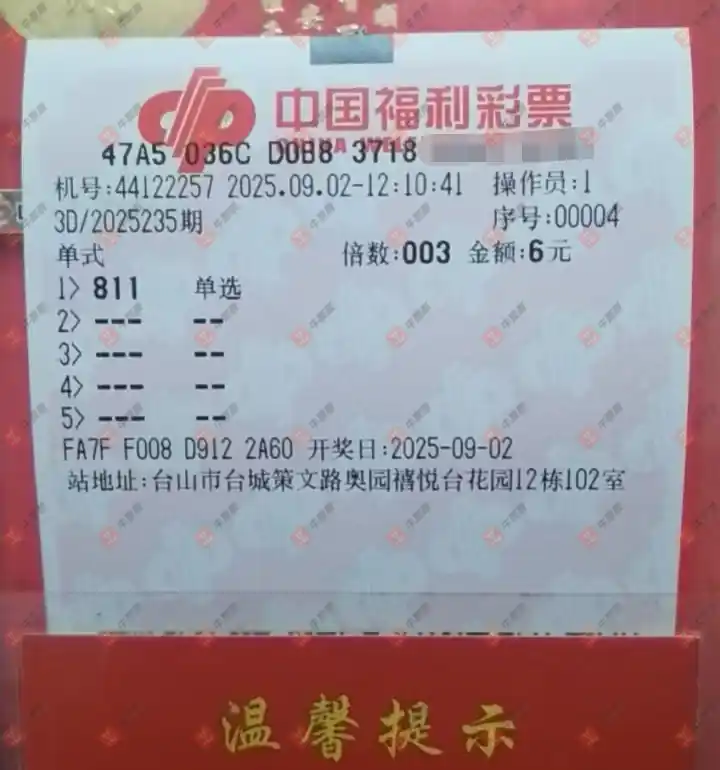 中国福利彩票
47A5 036C D0B8 3718
机号:44122257 2025.09.02-12:10:41 操作员:1
3D/2025235期 序号:00004
单式 倍数:003 金额:6元
1> 811 单选
2> --- --
3> --- --
4> --- --
5> --- --
FA7F F008 D912 2A60 开奖日:2025-09-02
站地址:台山市台城策文路奥园禧悦台花园12栋102室
温馨提示